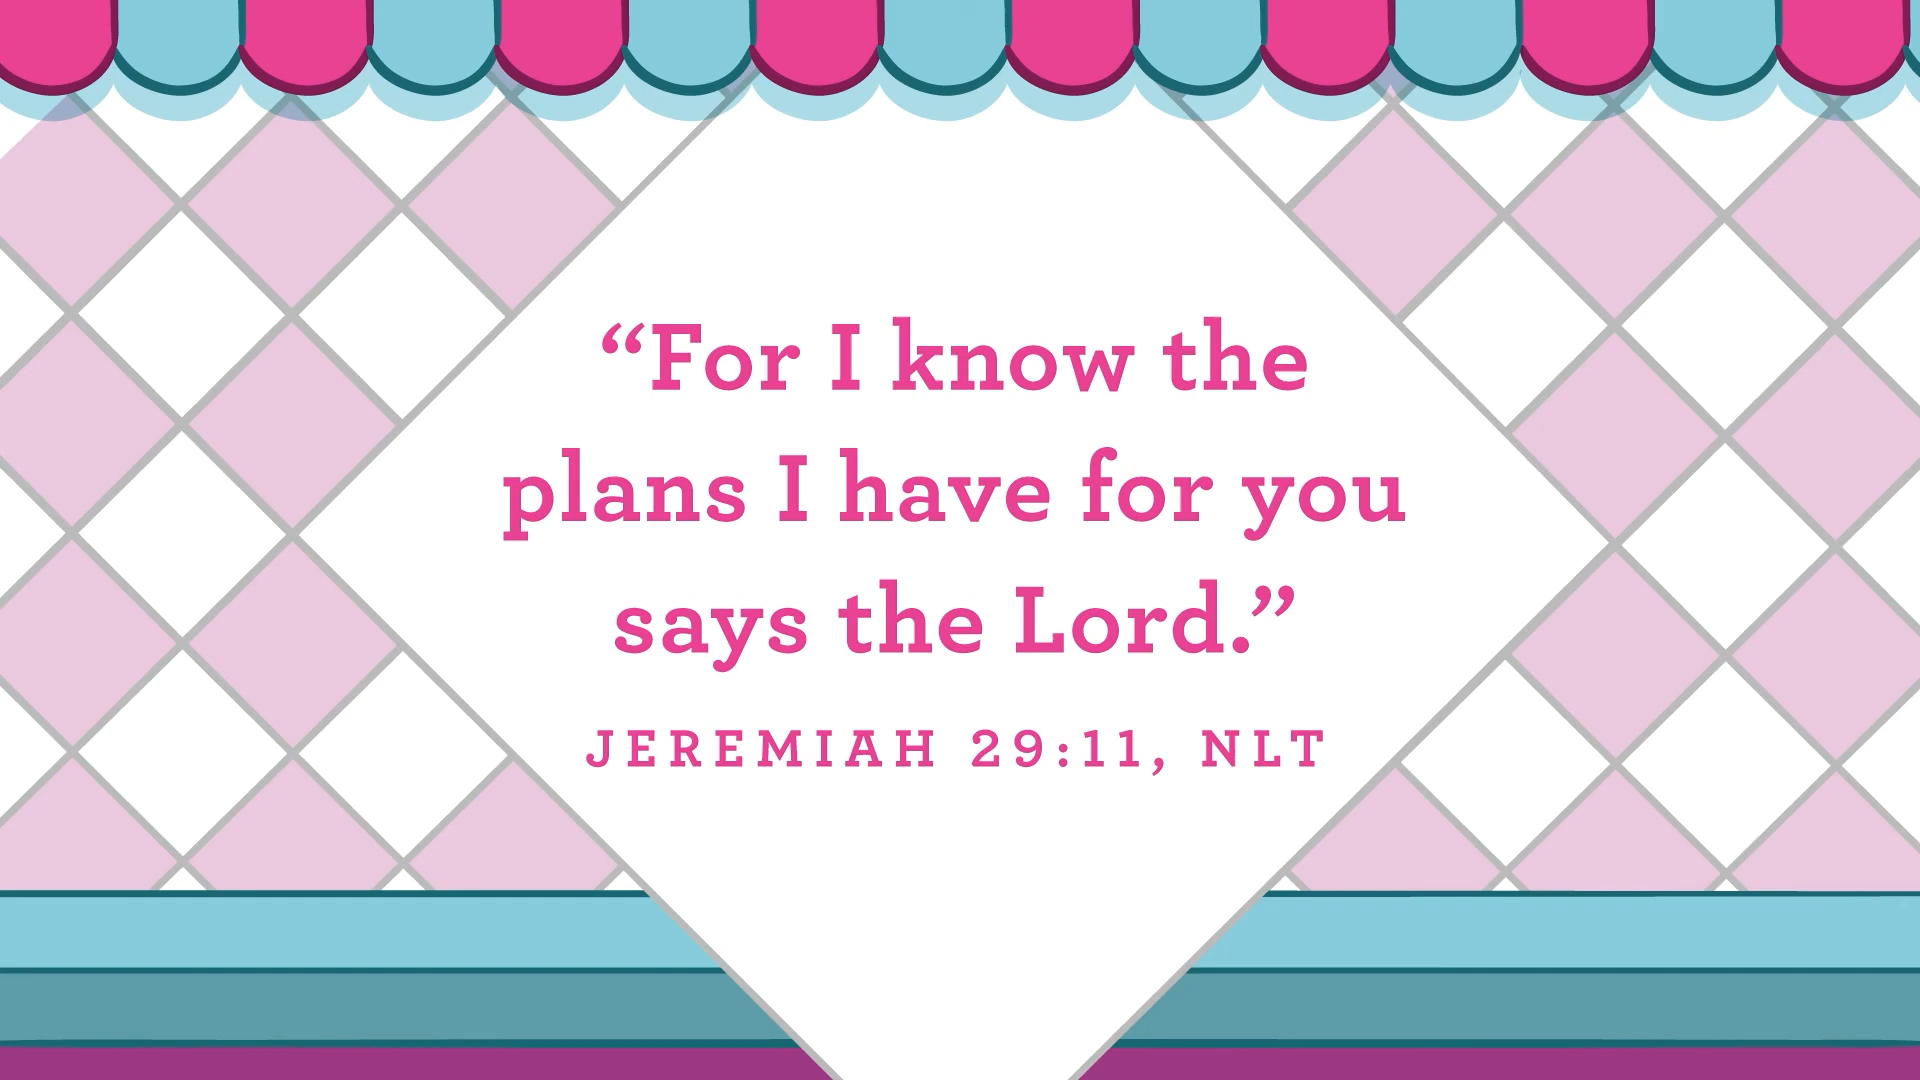 “For I know the
plans I have for you
says the Lord.”
JEREMIAH 29:11, NLT